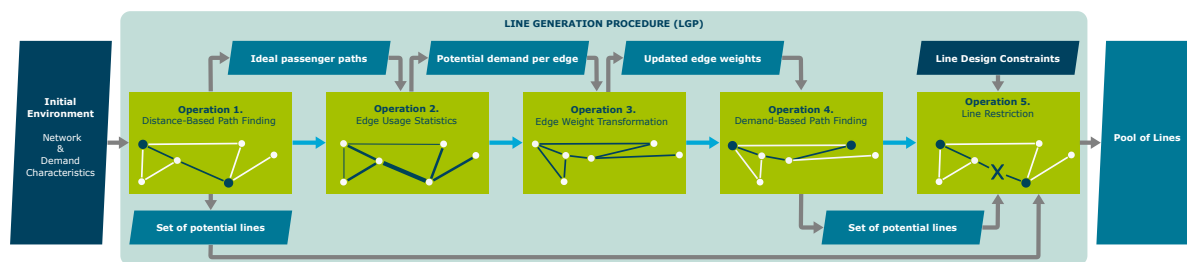 LINE GENERATION PROCEDURE (LGP)
Ideal passenger paths
Potential demand per edge
Updated edge weights
Line Design Constraints
Initial
Environment
Network
&
Demand
Characteristics
Operation 1.
Distance-Based Path Finding
Operation 2.
Edge Usage Statistics
Operation 3.
Edge Weight Transformation
Operation 4.
Demand-Based Path Finding
Operation 5.
Line Restriction
X
Pool of Lines
Set of potential lines
Set of potential lines